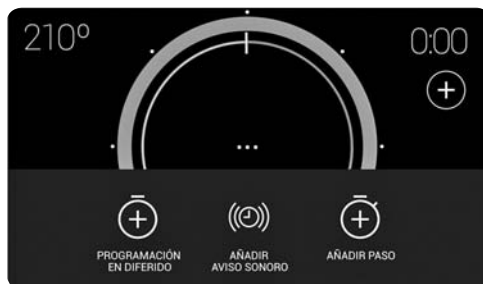 210º
0:00
PROGRAMACIÓN
EN DIFERIDO
AÑADIR
AVISO SONORO
AÑADIR PASO